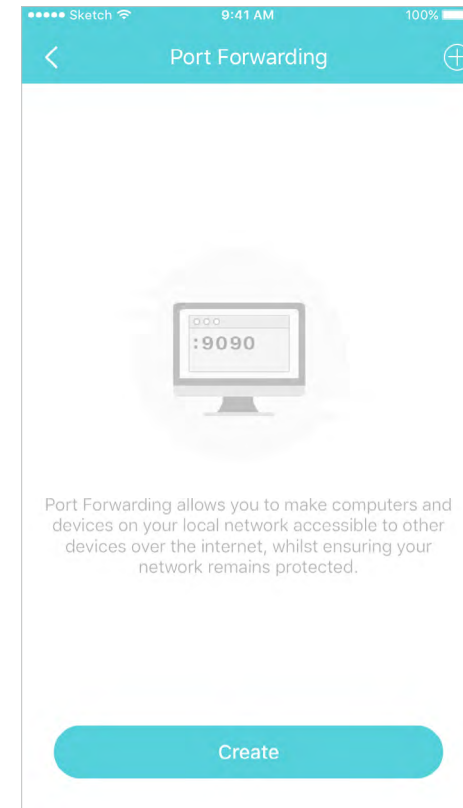 Sketch 9:41 AM 100%
Port Forwarding
:9090
Port Forwarding allows you to make computers and
devices on your local network accessible to other
devices over the internet, whilst ensuring your
network remains protected.
Create